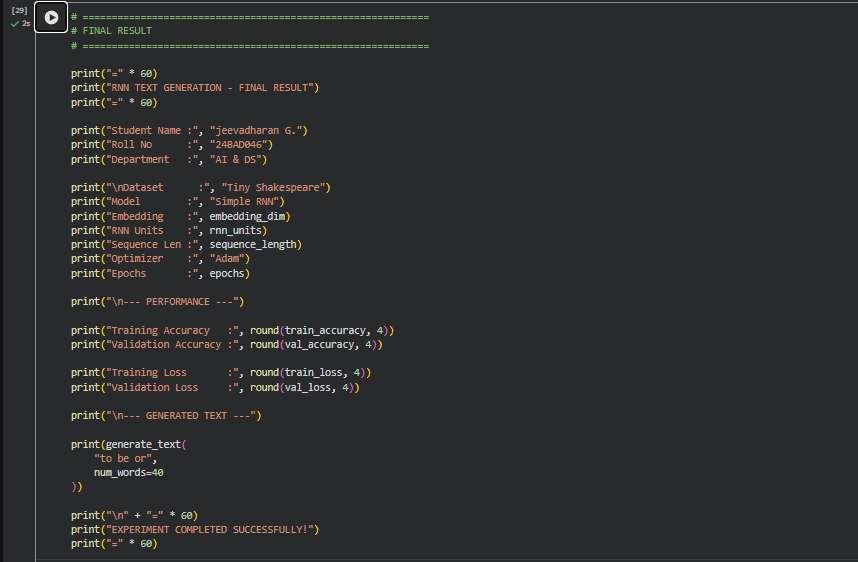 [29]
2s
# ============================================================
# FINAL RESULT
# ============================================================
print("=" * 60)
print("RNN TEXT GENERATION - FINAL RESULT")
print("=" * 60)
print("Student Name :", "jeevadharan G.")
print("Roll No      :", "24BAD046")
print("Department   :", "AI & DS")
print("\nDataset      :", "Tiny Shakespeare")
print("Model        :", "Simple RNN")
print("Embedding    :", embedding_dim)
print("RNN Units    :", rnn_units)
print("Sequence Len :", sequence_length)
print("Optimizer    :", "Adam")
print("Epochs       :", epochs)
print("\n--- PERFORMANCE ---")
print("Training Accuracy   :", round(train_accuracy, 4))
print("Validation Accuracy :", round(val_accuracy, 4))
print("Training Loss       :", round(train_loss, 4))
print("Validation Loss     :", round(val_loss, 4))
print("\n--- GENERATED TEXT ---")
print(generate_text(
    "to be or",
    num_words=40
))
print("\n" + "=" * 60)
print("EXPERIMENT COMPLETED SUCCESSFULLY!")
print("=" * 60)